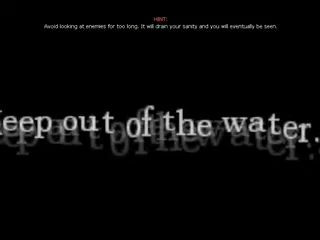 HINT:
Avoid looking at enemies for too long. It will drain your sanity and you will eventually be seen.
Keep out of the water.